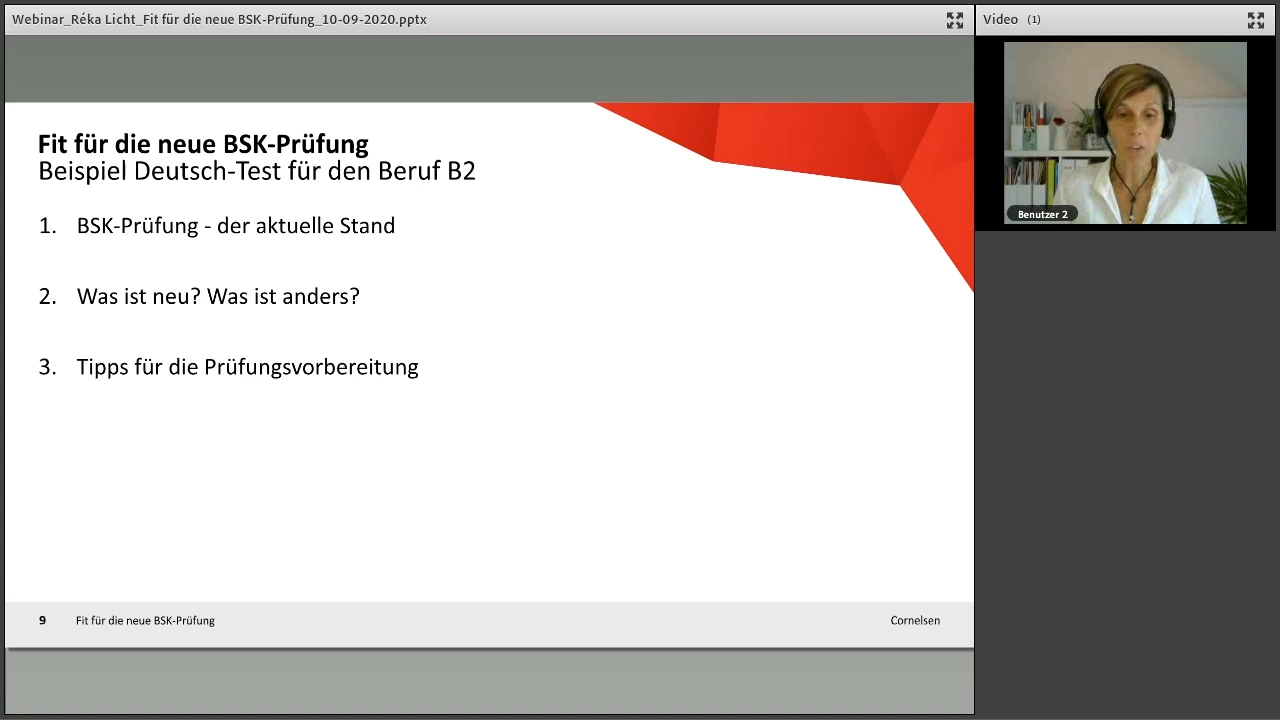 Webinar_Réka Licht_Fit für die neue BSK-Prüfung_10-09-2020.pptx
Video (1)
Fit für die neue BSK-Prüfung
Beispiel Deutsch-Test für den Beruf B2
1. BSK-Prüfung - der aktuelle Stand
2. Was ist neu? Was ist anders?
3. Tipps für die Prüfungsvorbereitung
Benutzer 2
9 Fit für die neue BSK-Prüfung Cornelsen